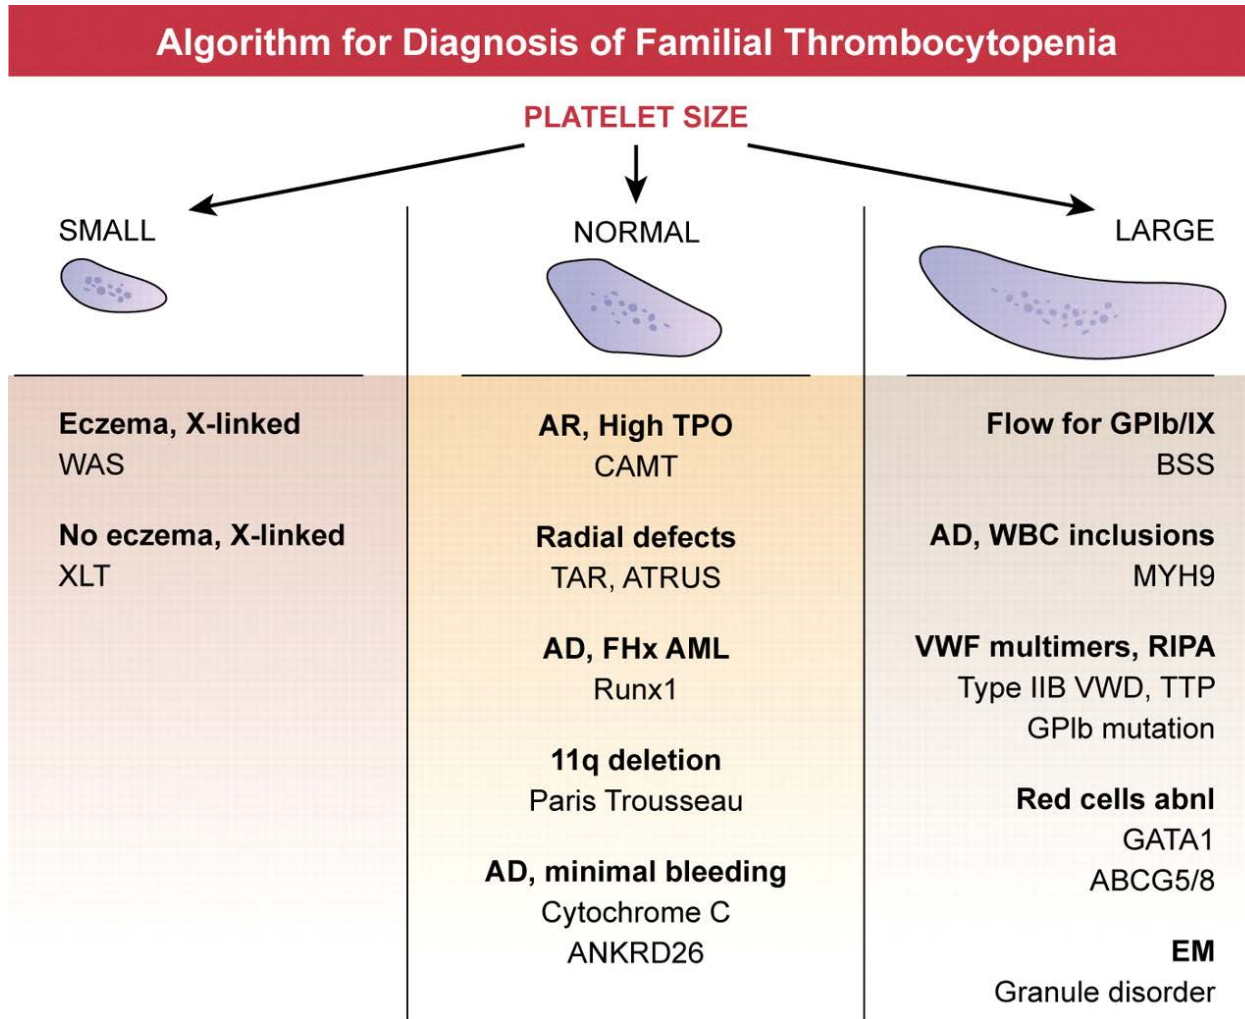 Algorithm for Diagnosis of Familial Thrombocytopenia
PLATELET SIZE
SMALL
Eczema, X-linked
WAS
No eczema, X-linked
XLT
NORMAL
AR, High TPO
CAMT
Radial defects
TAR, ATRUS
AD, FHx AML
Runx1
11q deletion
Paris Trousseau
AD, minimal bleeding
Cytochrome C
ANKRD26
LARGE
Flow for GPIb/IX
BSS
AD, WBC inclusions
MYH9
VWF multimers, RIPA
Type IIB VWD, TTP
GPIb mutation
Red cells abnl
GATA1
ABCG5/8
EM
Granule disorder